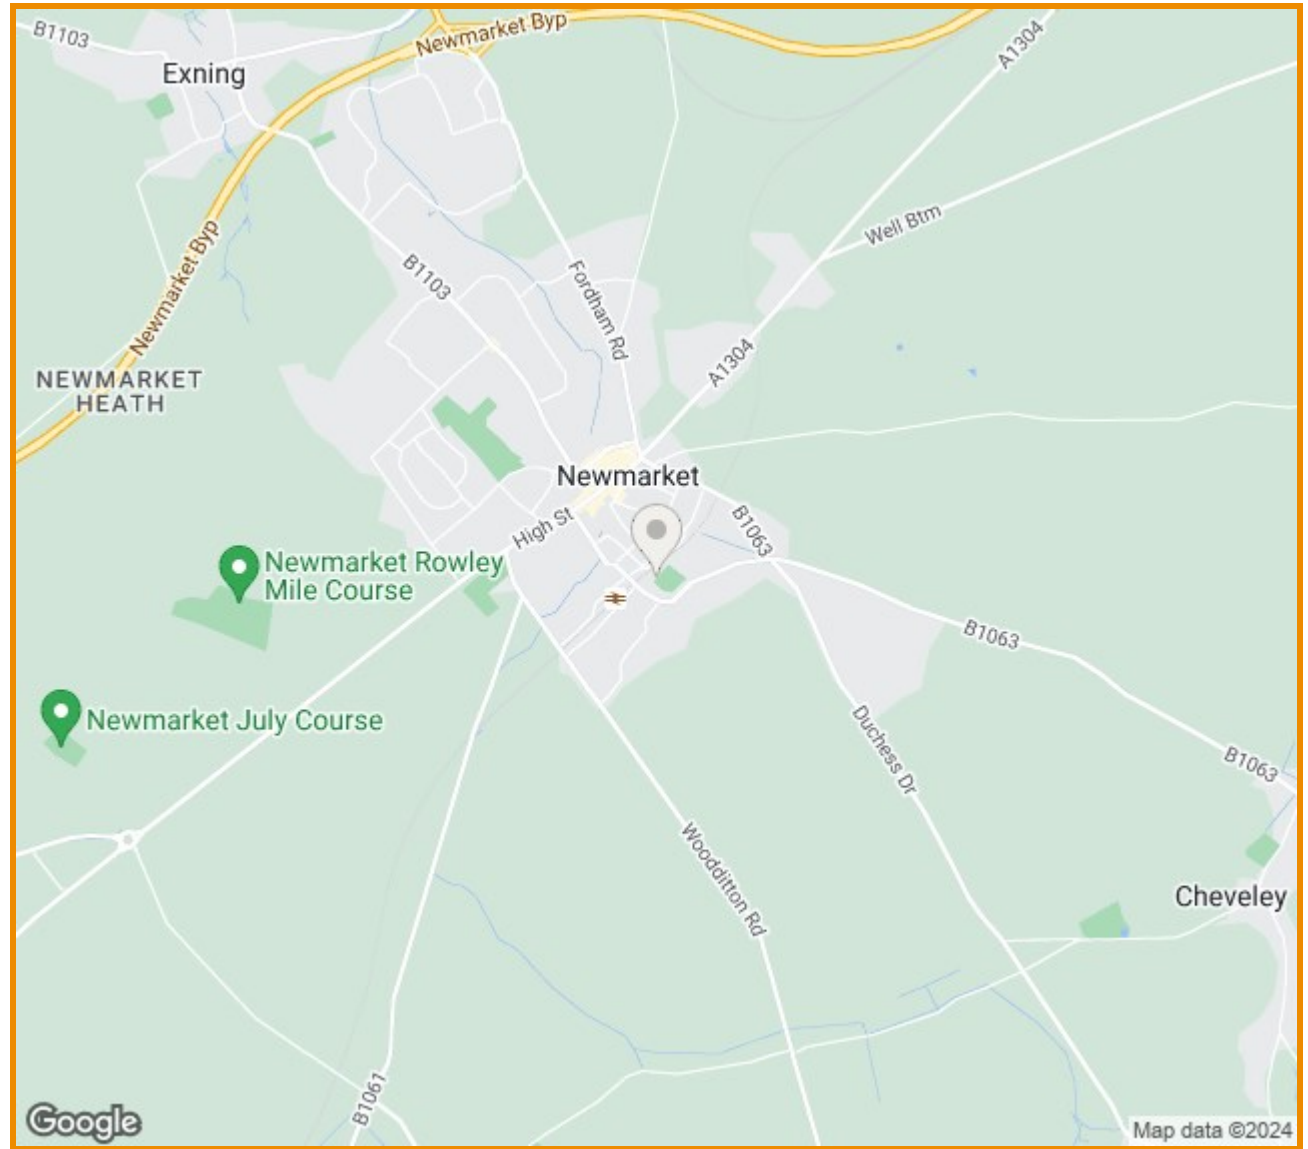 B1103
Newmarket Byp
A1304
Exning
Well Btm
Newmarket Byp
B1103
Fordham Rd
A1304
NEWMARKET
HEATH
Newmarket
High St
B1063
Newmarket Rowley
Mile Course
B1063
Newmarket July Course
Duchess Dr
B1063
Woodditton Rd
Cheveley
B1061
Google
Map data ©2024